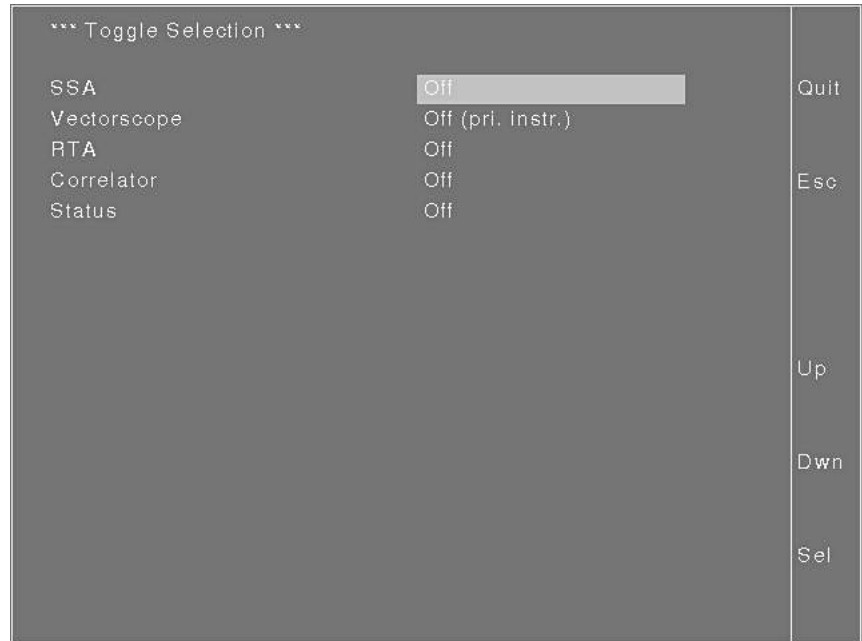 *** Toggle Selection ***
SSA Off
Vectorscope Off (pri. instr.)
RTA Off
Correlator Off
Status Off
Quit
Esc
Up
Dwn
Sel